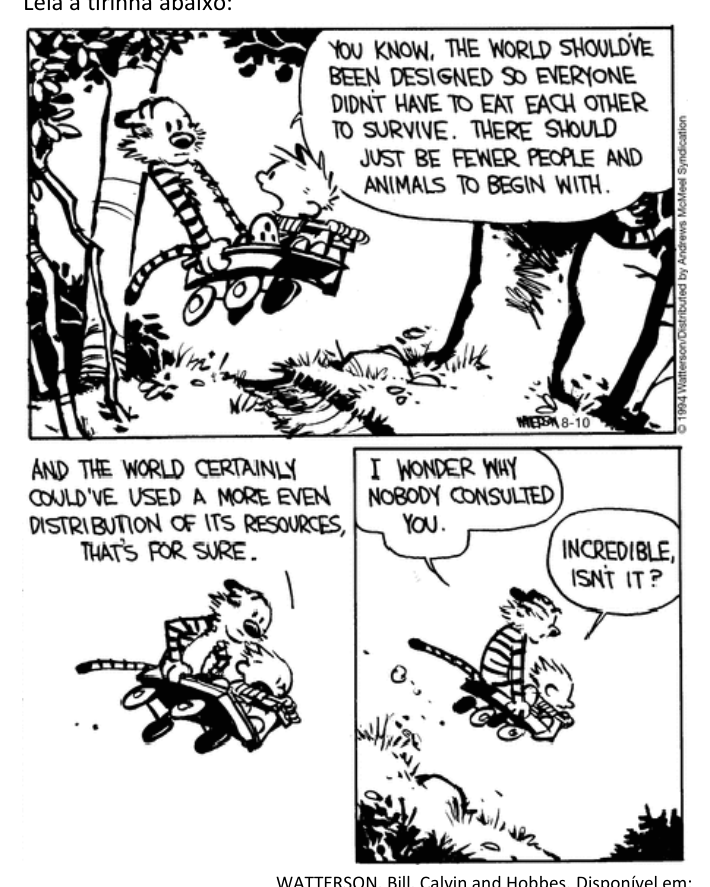 Leia a tirinha abaixo:
YOU KNOW, THE WORLD SHOULD'VE
BEEN DESIGNED SO EVERYONE
DIDN'T HAVE TO EAT EACH OTHER
TO SURVIVE. THERE SHOULD
JUST BE FEWER PEOPLE AND
ANIMALS TO BEGIN WITH.
© 1994 Watterson/Distributed by Andrews McMeel Syndication
WATTERSON 8-10
AND THE WORLD CERTAINLY
COULD'VE USED A MORE EVEN
DISTRIBUTION OF ITS RESOURCES,
THAT'S FOR SURE.
I WONDER WHY
NOBODY CONSULTED
YOU.
INCREDIBLE,
ISN'T IT?
WATTERSON, Bill. Calvin and Hobbes. Disponível em: